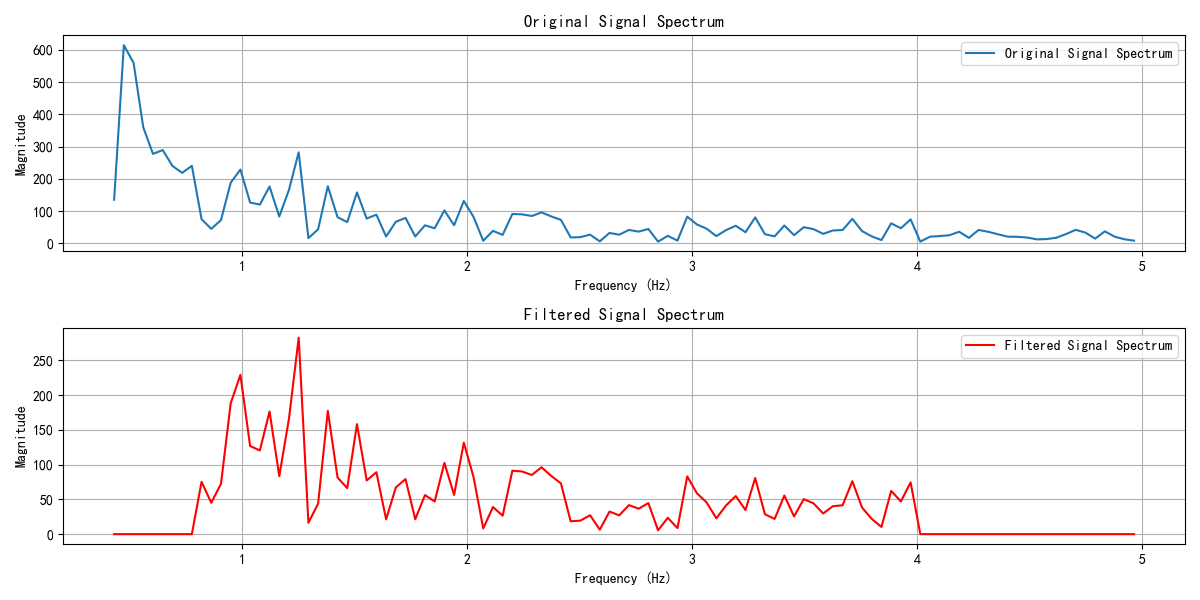 Original Signal Spectrum
600
500
400
300
200
100
0
Magnitude
Original Signal Spectrum
1
2
3
4
5
Frequency (Hz)
Filtered Signal Spectrum
250
200
150
100
50
0
Magnitude
Filtered Signal Spectrum
1
2
3
4
5
Frequency (Hz)